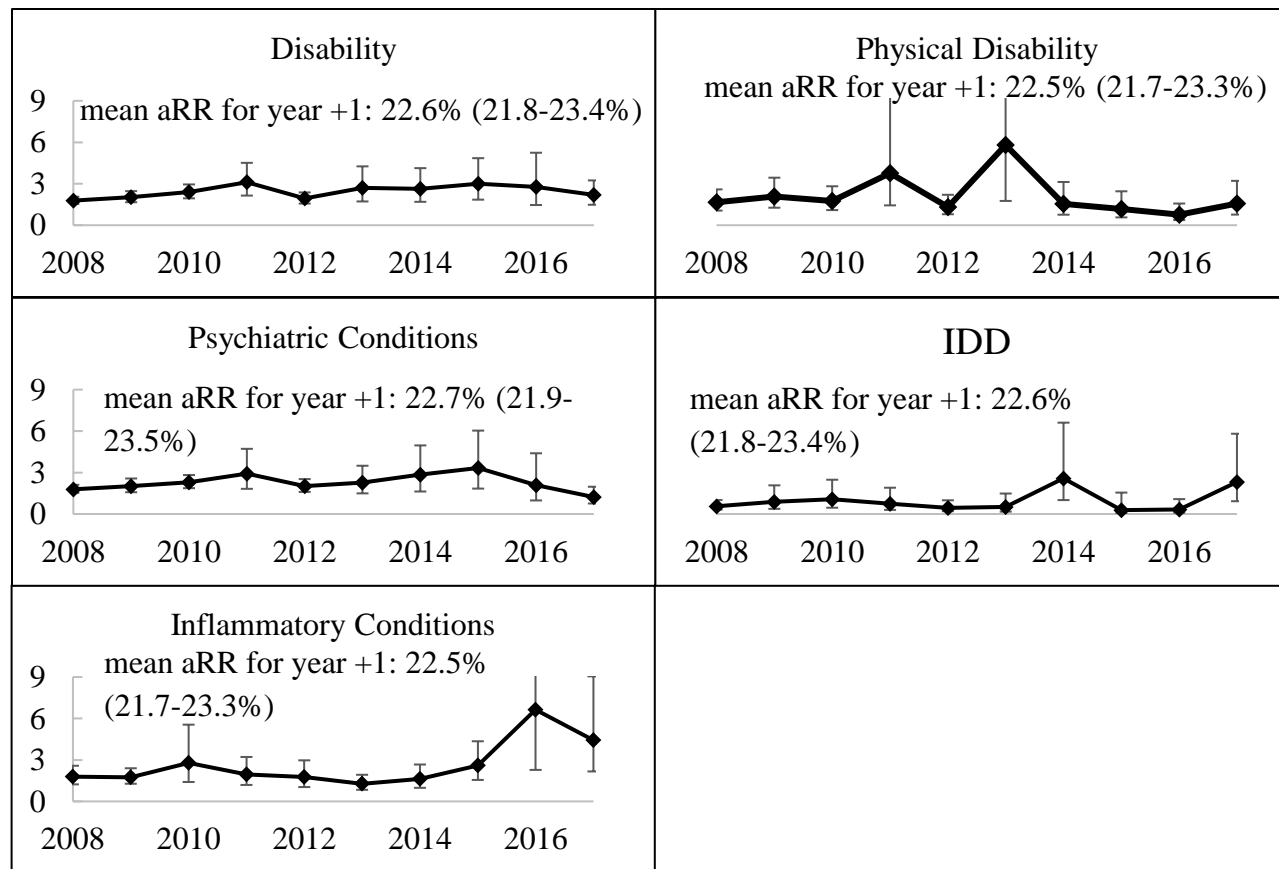 Disability
mean aRR for year +1: 22.6% (21.8-23.4%)
9
6
3
0
2008 2010 2012 2014 2016
Physical Disability
mean aRR for year +1: 22.5% (21.7-23.3%)
2008 2010 2012 2014 2016
Psychiatric Conditions
mean aRR for year +1: 22.7% (21.9-
23.5%)
9
6
3
0
2008 2010 2012 2014 2016
IDD
mean aRR for year +1: 22.6%
(21.8-23.4%)
2008 2010 2012 2014 2016
Inflammatory Conditions
mean aRR for year +1: 22.5%
(21.7-23.3%)
9
6
3
0
2008 2010 2012 2014 2016